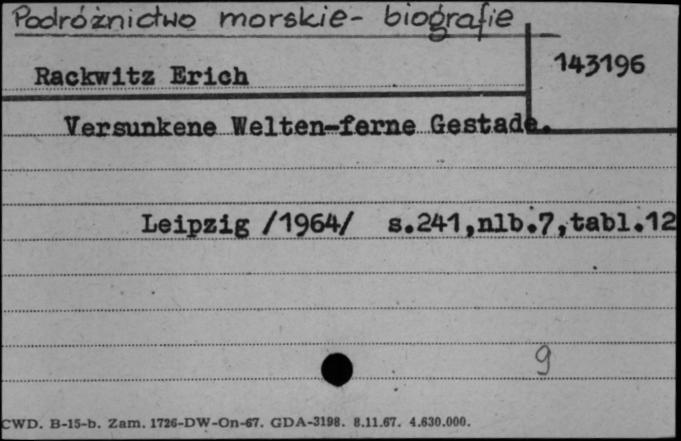 Podróżnictwo morskie- biografie
Rackwitz Erich
143196
Versunkene Welten-ferne Gestade.
Leipzig /1964/ s.241,nlb.7,tabl.12
9
CWD. B-15-b. Zam. 1726-DW-On-67. GDA-3198. 8.11.67. 4.630.000.